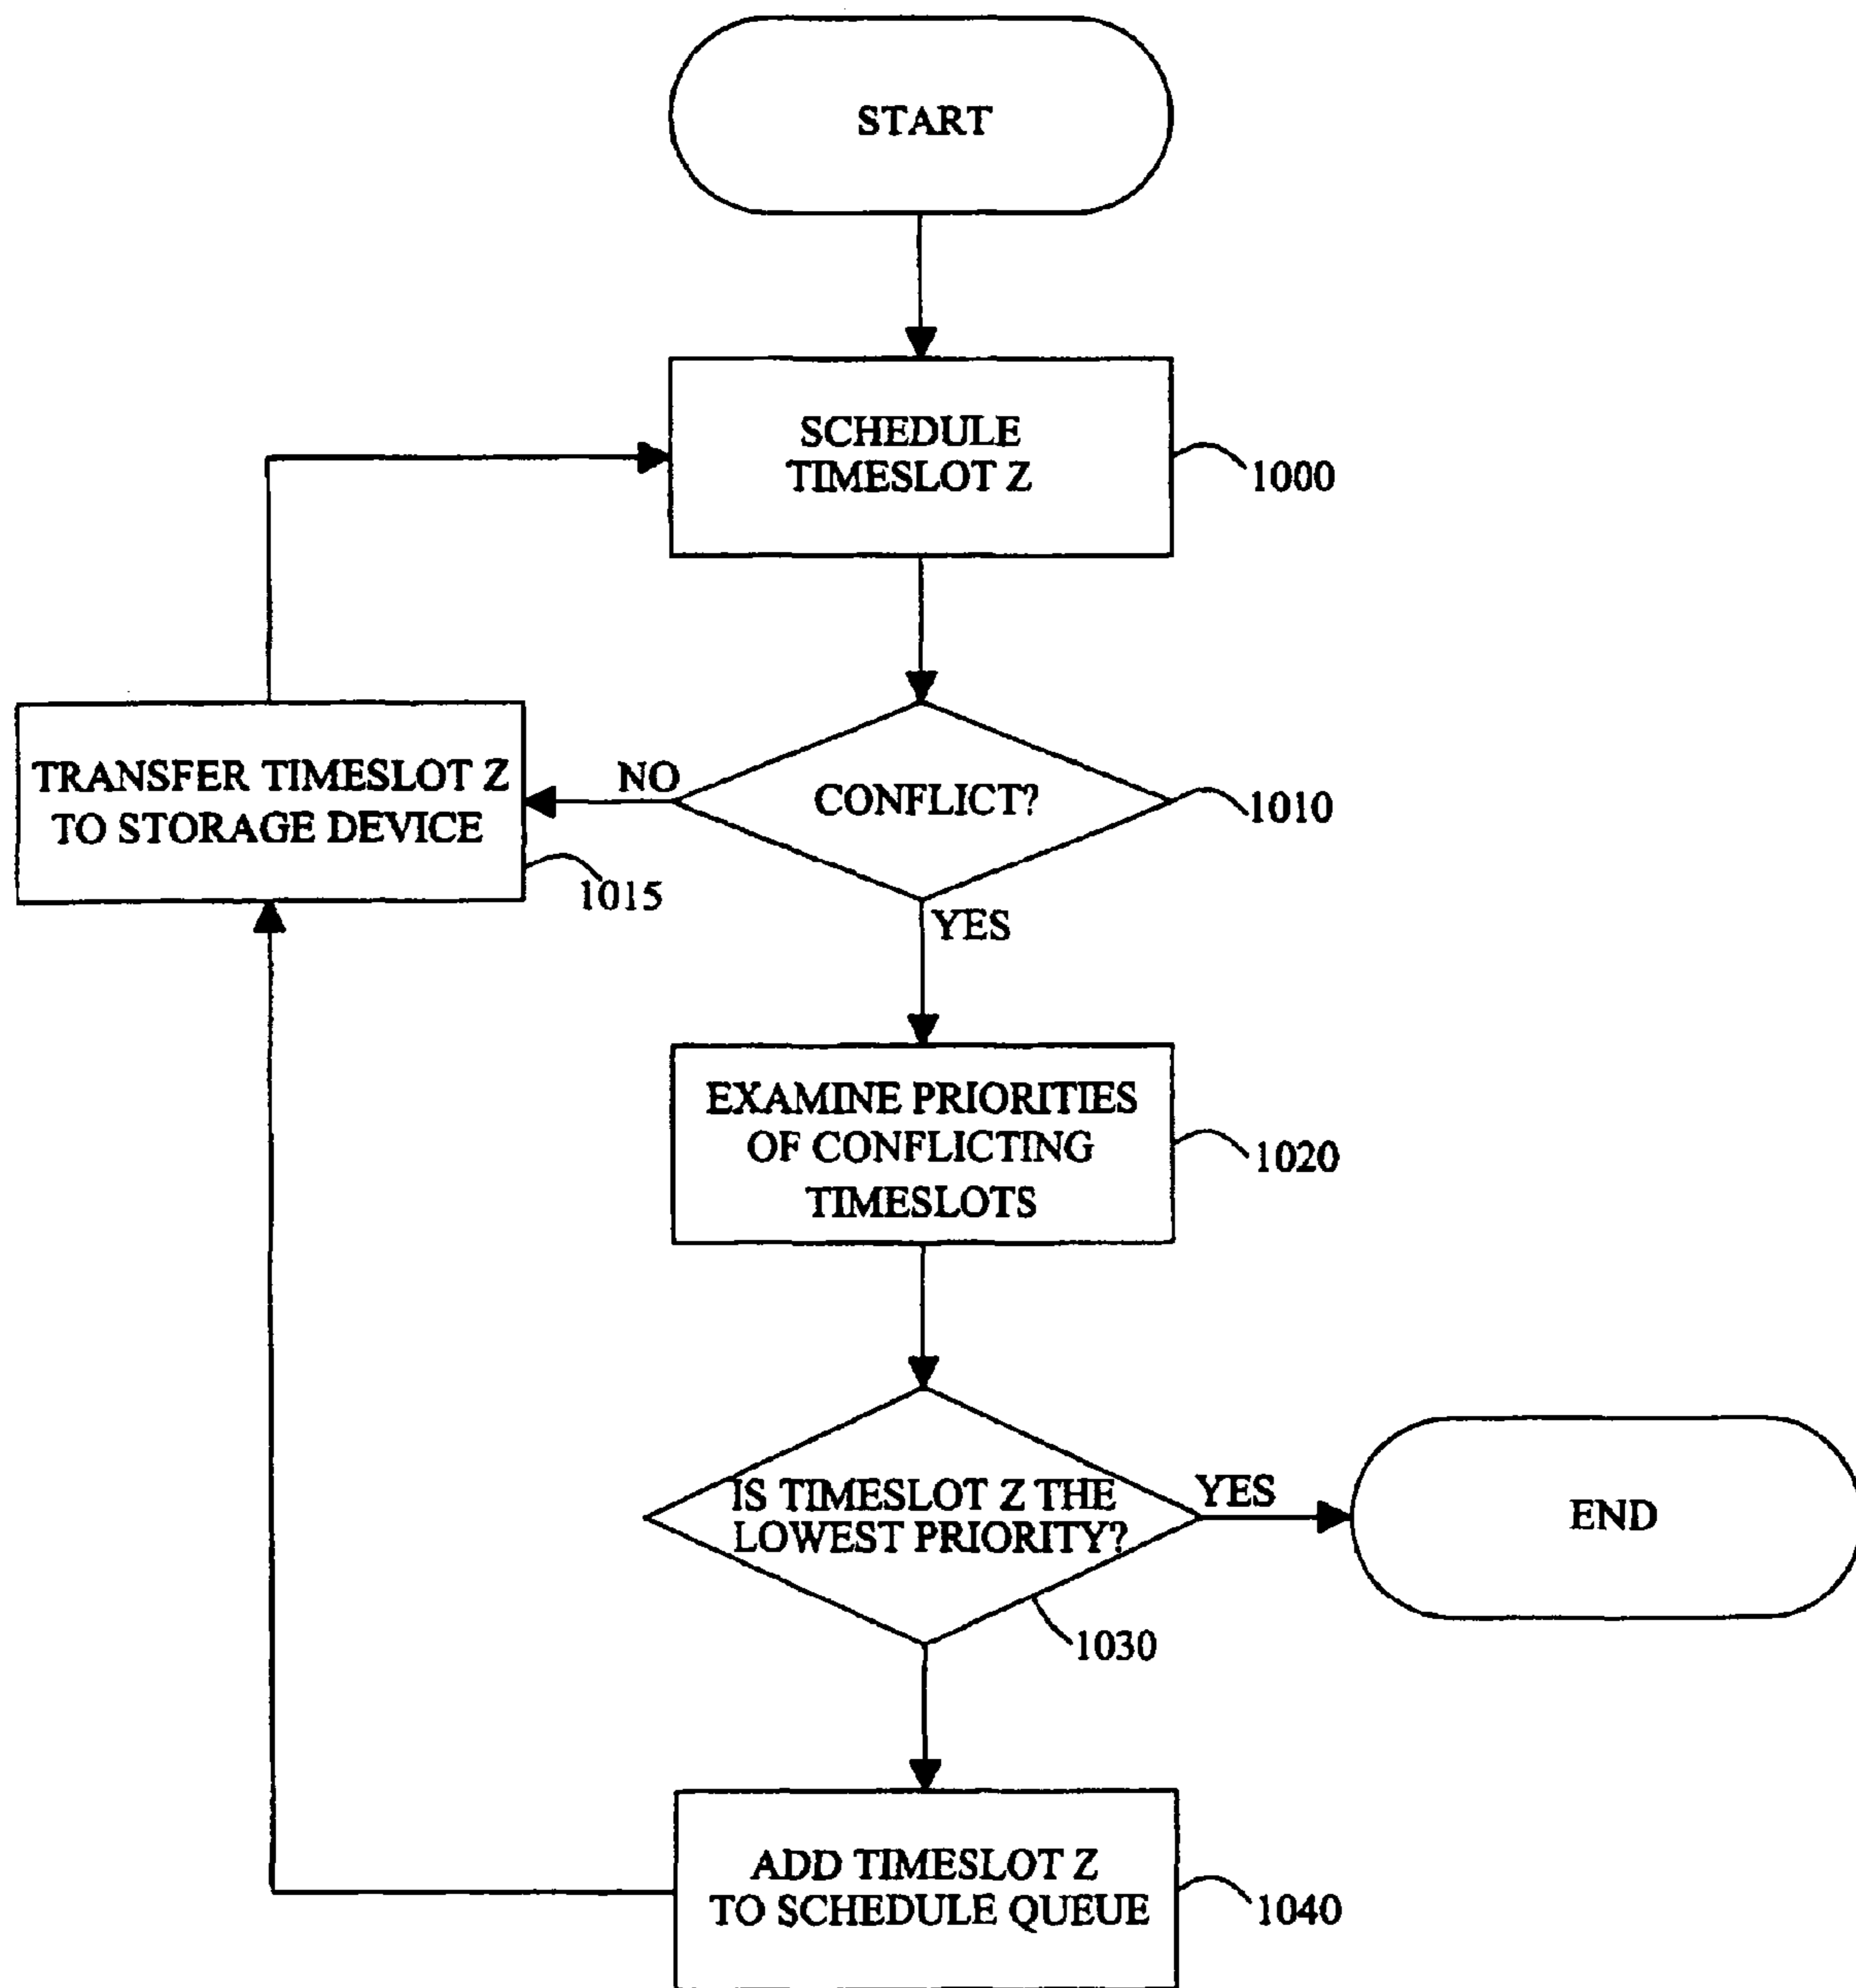 START
SCHEDULE
TIMESLOT Z
1000
TRANSFER TIMESLOT Z
TO STORAGE DEVICE
1015
NO
CONFLICT?
1010
YES
EXAMINE PRIORITIES
OF CONFLICTING
TIMESLOTS
1020
IS TIMESLOT Z THE
LOWEST PRIORITY?
1030
YES
END
ADD TIMESLOT Z
TO SCHEDULE QUEUE
1040